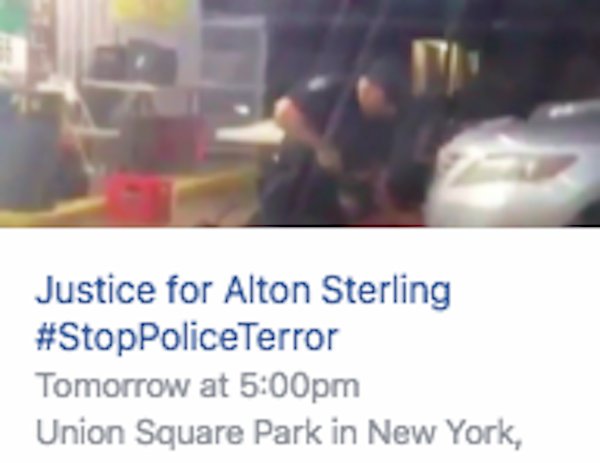 Justice for Alton Sterling
#StopPoliceTerror
Tomorrow at 5:00pm
Union Square Park in New York,